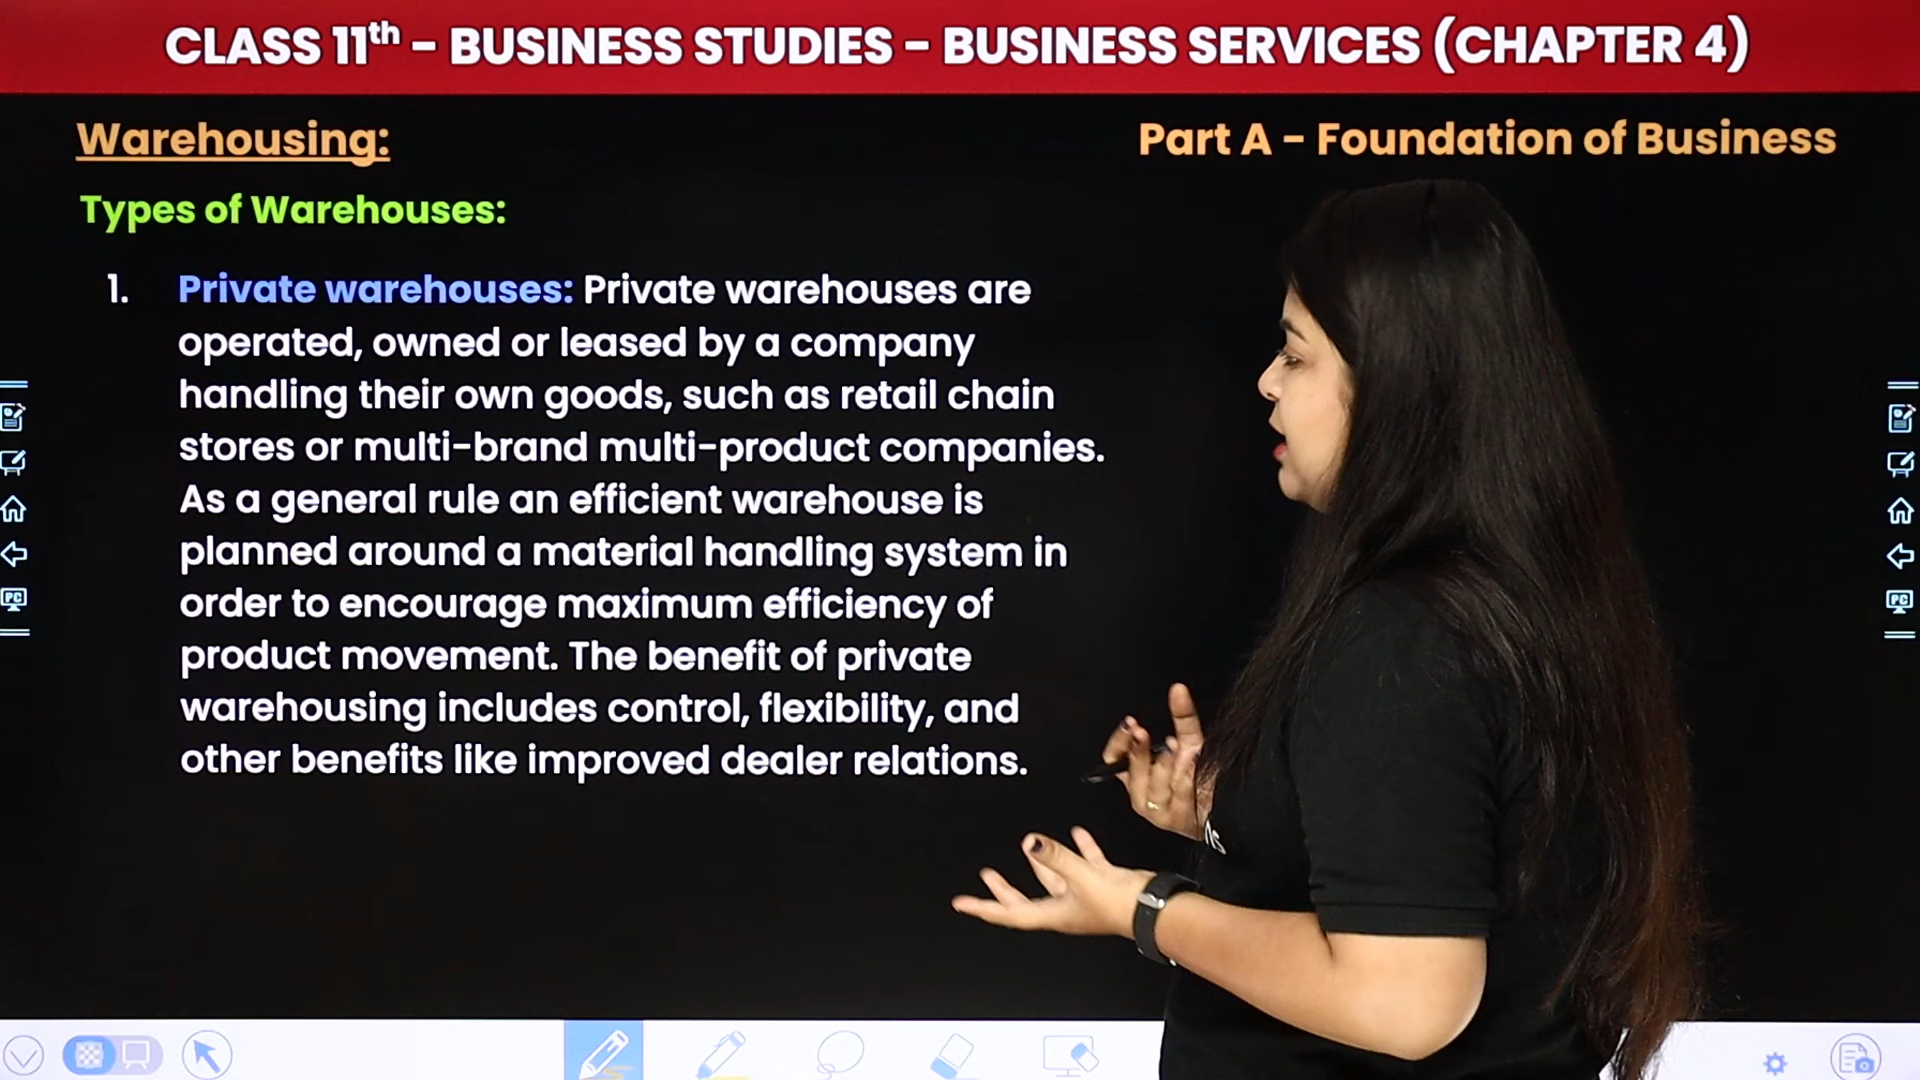 CLASS 11th – BUSINESS STUDIES – BUSINESS SERVICES (CHAPTER 4)
Warehousing:
Part A – Foundation of Business
Types of Warehouses:
1. Private warehouses: Private warehouses are
operated, owned or leased by a company
handling their own goods, such as retail chain
stores or multi-brand multi-product companies.
As a general rule an efficient warehouse is
planned around a material handling system in
order to encourage maximum efficiency of
product movement. The benefit of private
warehousing includes control, flexibility, and
other benefits like improved dealer relations.
PC
PC